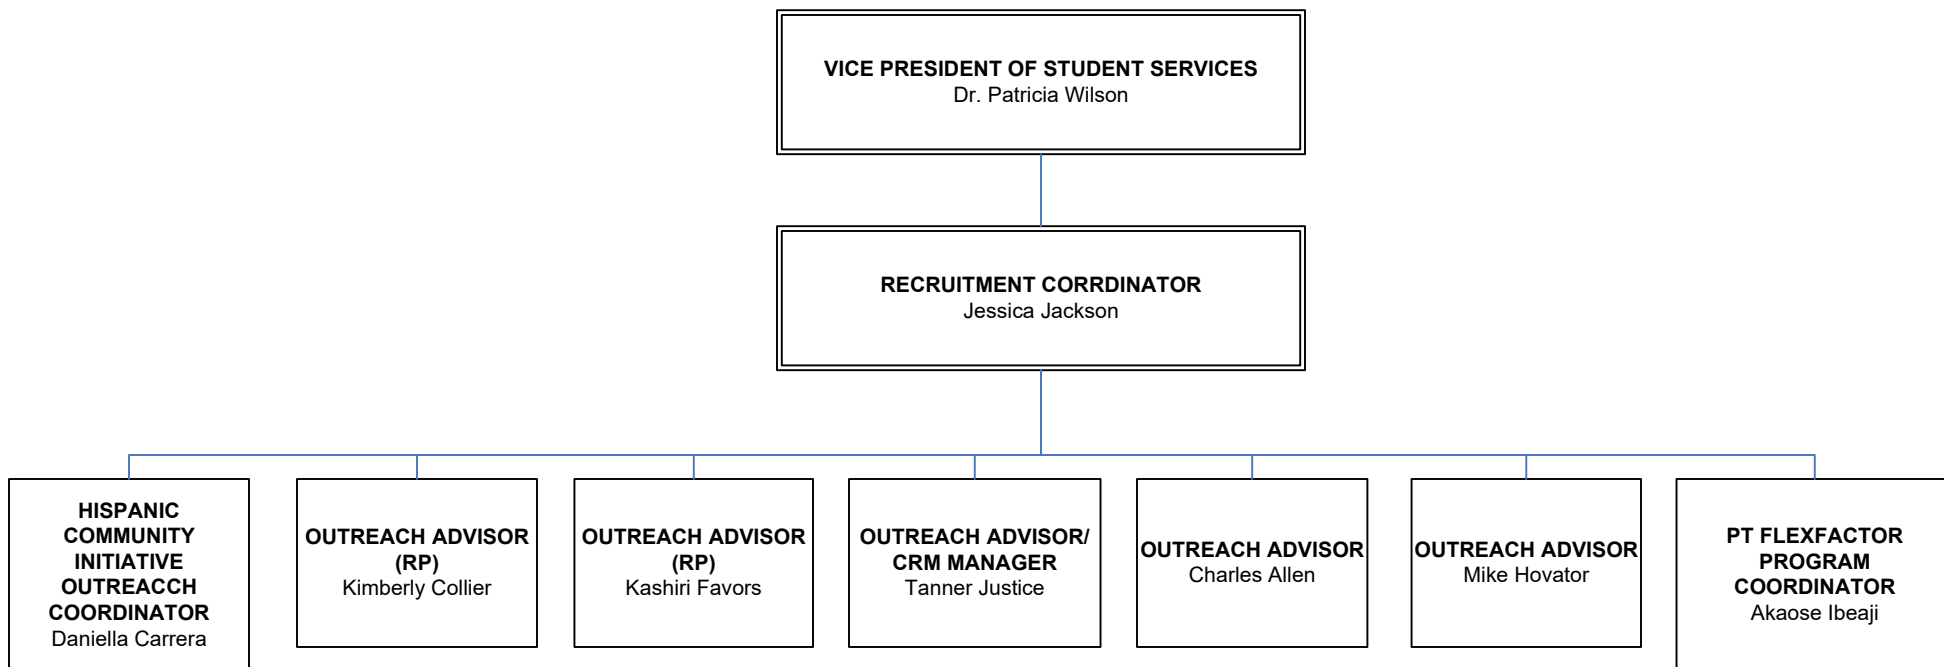 VICE PRESIDENT OF STUDENT SERVICES
Dr. Patricia Wilson
RECRUITMENT CORRDINATOR
Jessica Jackson
HISPANIC
COMMUNITY
INITIATIVE
OUTREACCH
COORDINATOR
Daniella Carrera
OUTREACH ADVISOR
(RP)
Kimberly Collier
OUTREACH ADVISOR
(RP)
Kashiri Favors
OUTREACH ADVISOR/
CRM MANAGER
Tanner Justice
OUTREACH ADVISOR
Charles Allen
OUTREACH ADVISOR
Mike Hovator
PT FLEXFACTOR
PROGRAM
COORDINATOR
Akaose Ibeaji